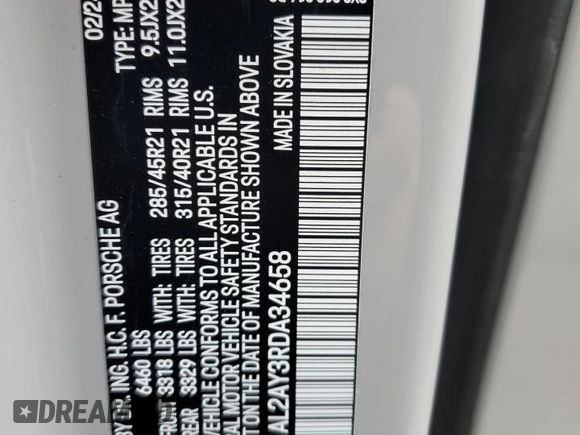 02/2
BY DR. ING. H.C. F. PORSCHE AG
6460 LBS TYPE: MP
3318 LBS WITH: TIRES 285/45R21 RIMS 9.5JX2
REAR 3329 LBS WITH: TIRES 315/40R21 RIMS 11.0JX2
VEHICLE CONFORMS TO ALL APPLICABLE U.S.
MOTOR VEHICLE SAFETY STANDARDS IN
ON THE DATE OF MANUFACTURE SHOWN ABOVE
AL2AY3RDA34658 MADE IN SLOVAKIA
DREAM